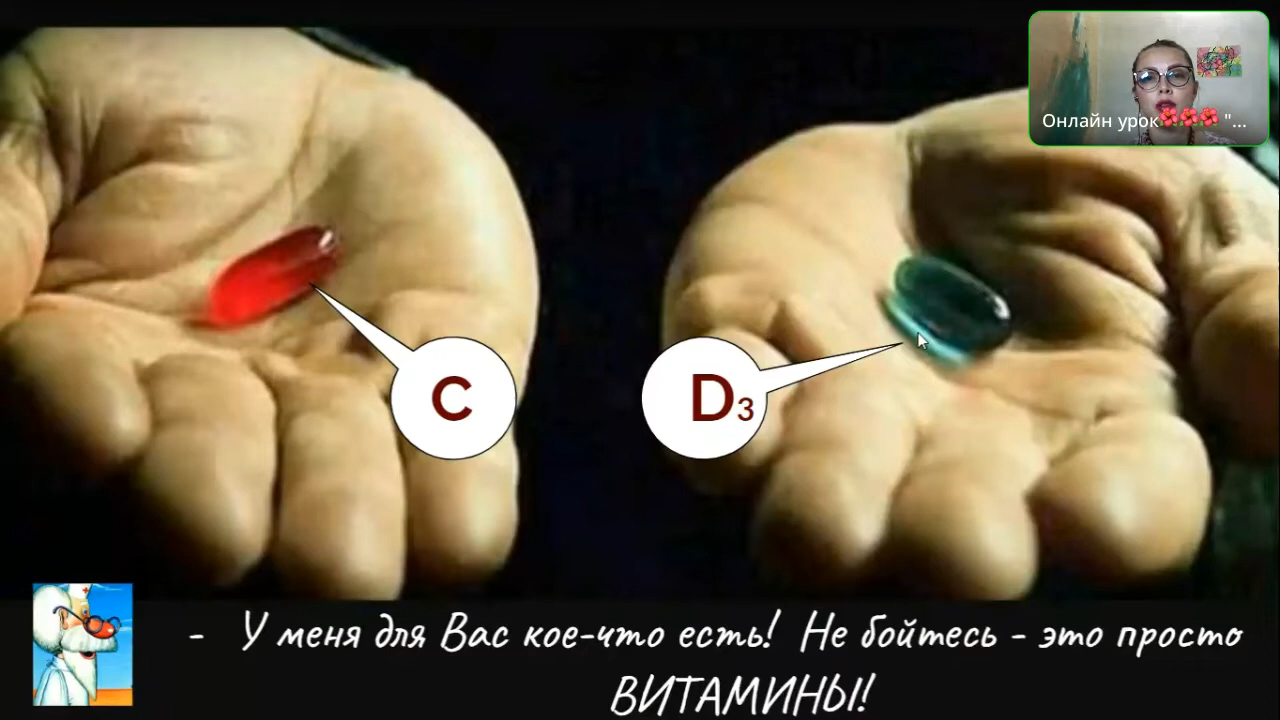 Онлайн урок🌺🌺🌺 "...
C
D₃
- У меня для Вас кое-что есть! Не бойтесь - это просто
ВИТАМИНЫ!